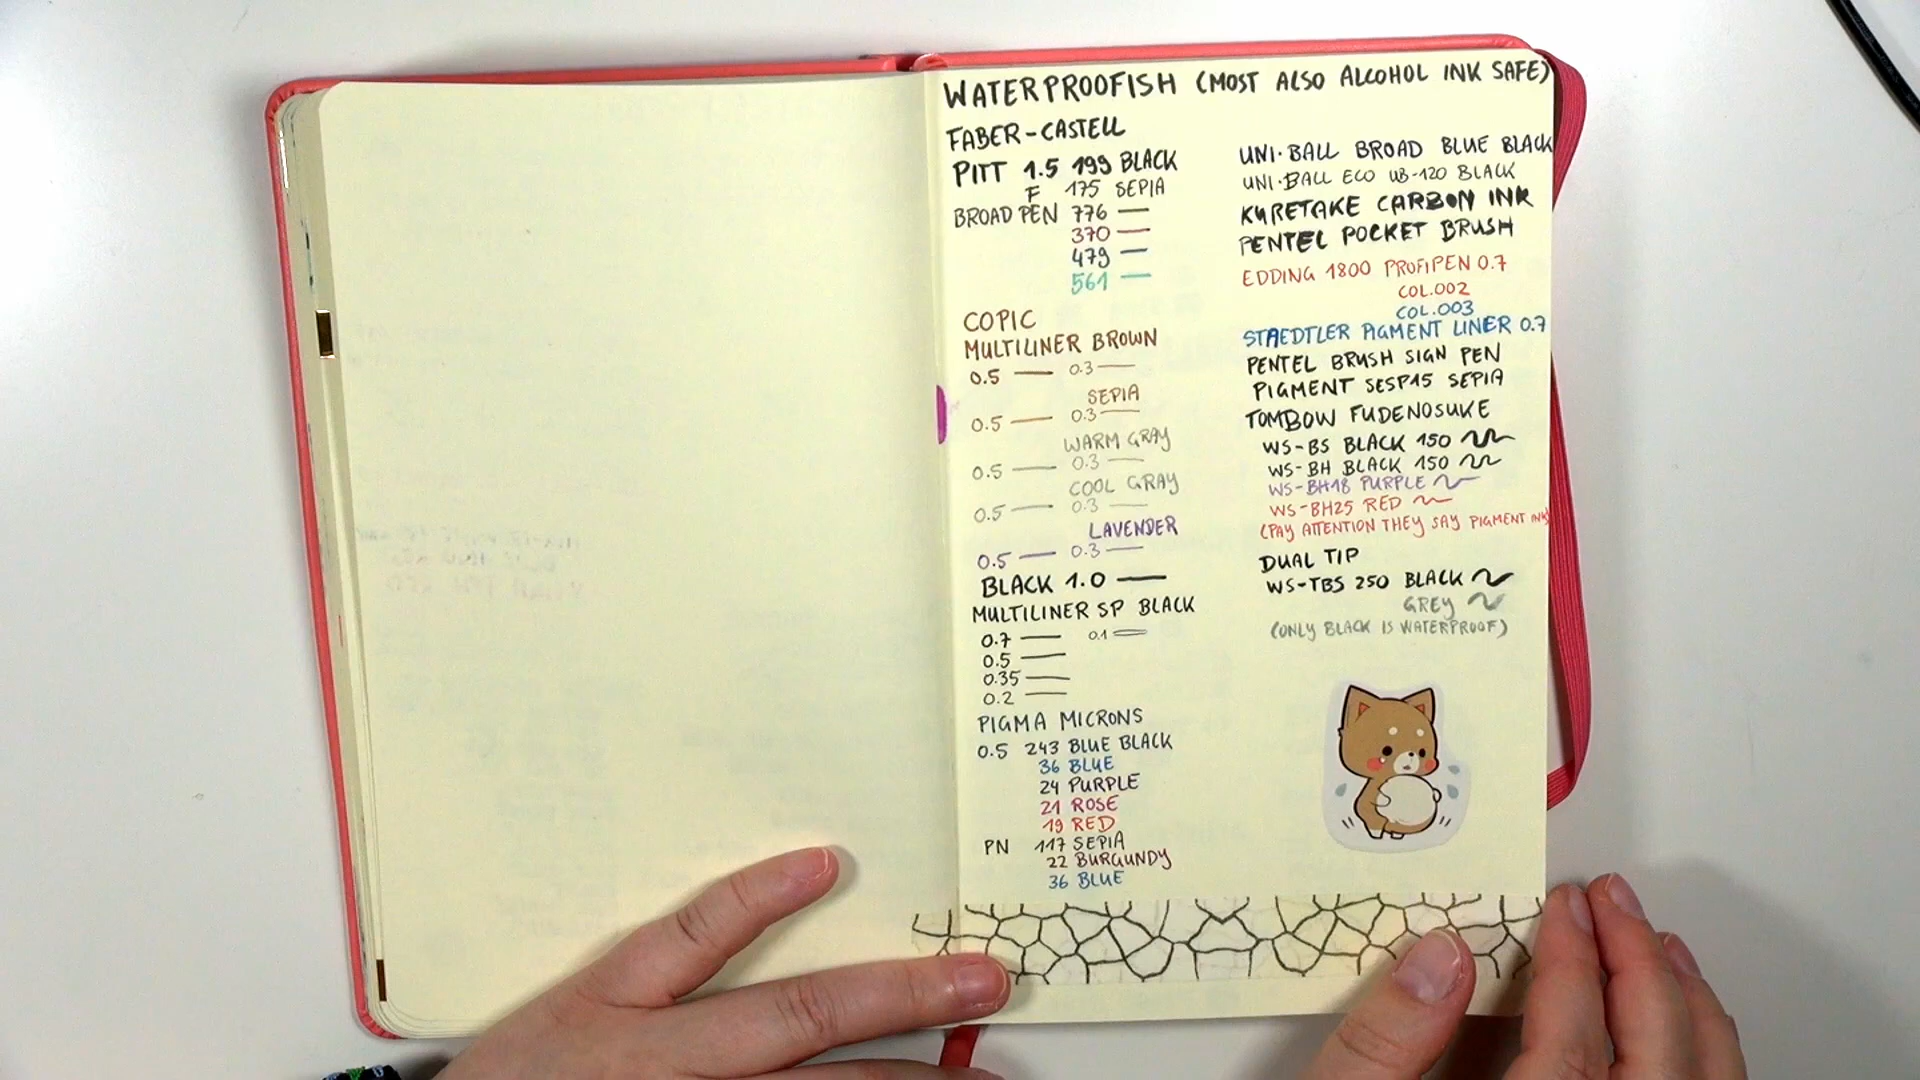 WATERPROOFISH (MOST ALSO ALCOHOL INK SAFE)
FABER-CASTELL
PITT 1.5 199 BLACK
F 175 SEPIA
BROAD PEN 776
370
479
561
COPIC
MULTILINER BROWN
0.5 0.3
SEPIA
0.5 0.3
WARM GRAY
0.5 0.3
COOL GRAY
0.5 0.3
LAVENDER
0.5 0.3
BLACK 1.0
MULTILINER SP BLACK
0.7 0.1
0.5
0.35
0.2
PIGMA MICRONS
0.5 243 BLUE BLACK
36 BLUE
24 PURPLE
21 ROSE
19 RED
PN 117 SEPIA
22 BURGUNDY
36 BLUE
UNI-BALL BROAD BLUE BLACK
UNI-BALL ECO UB-120 BLACK
KURETAKE CARBON INK
PENTEL POCKET BRUSH
EDDING 1800 PROFIPEN 0.7
COL.002
COL.003
STAEDTLER PIGMENT LINER 0.7
PENTEL BRUSH SIGN PEN
PIGMENT SESP15 SEPIA
TOMBOW FUDENOSUKE
WS-BS BLACK 150
WS-BH BLACK 150
WS-BH18 PURPLE
WS-BH25 RED
(PAY ATTENTION THEY SAY PIGMENT INK)
DUAL TIP
WS-TBS 250 BLACK
GREY
(ONLY BLACK IS WATERPROOF)